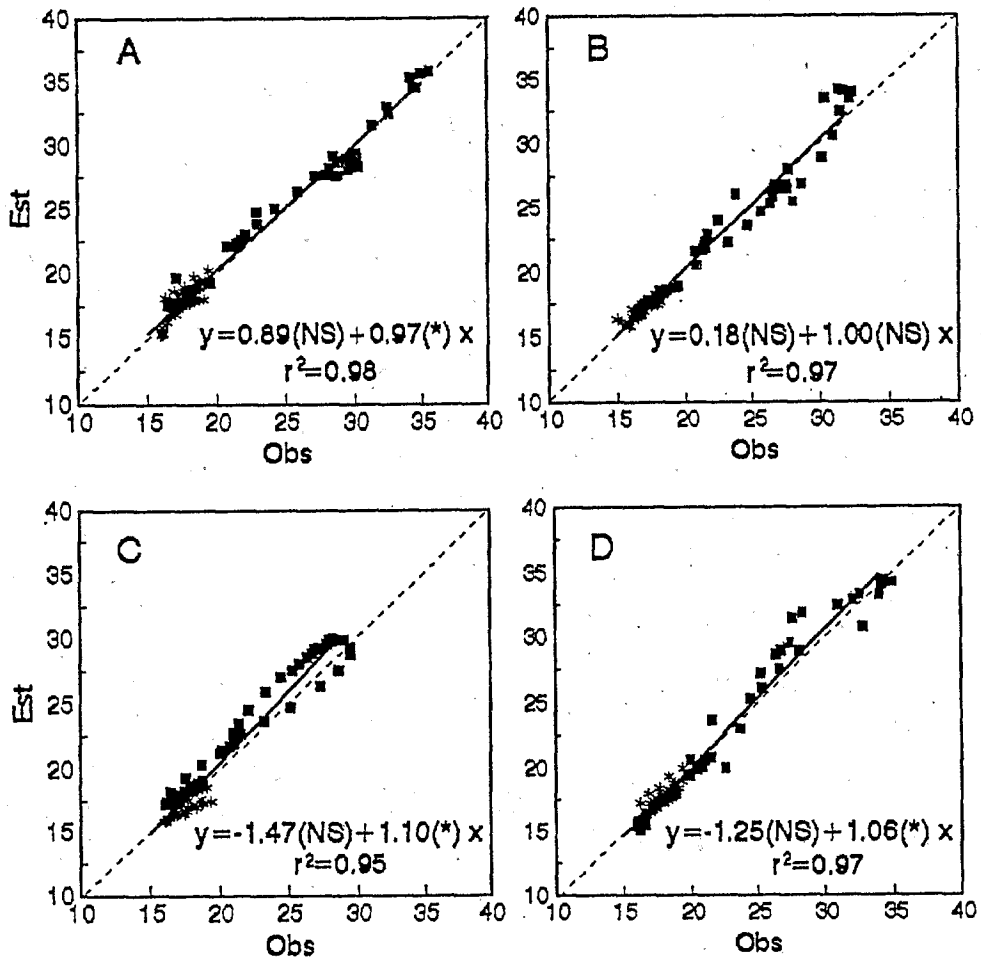 A
40
35
30
25
20
15
10
Est
y=0.89(NS)+0.97(*) x
r²=0.98
10 15 20 25 30 35 40
Obs
B
40
35
30
25
20
15
10
y=0.18(NS)+1.00(NS) x
r²=0.97
10 15 20 25 30 35 40
Obs
C
40
35
30
25
20
15
10
Est
y=-1.47(NS)+1.10(*) x
r²=0.95
10 15 20 25 30 35 40
Obs
D
40
35
30
25
20
15
10
y=-1.25(NS)+1.06(*) x
r²=0.97
10 15 20 25 30 35 40
Obs